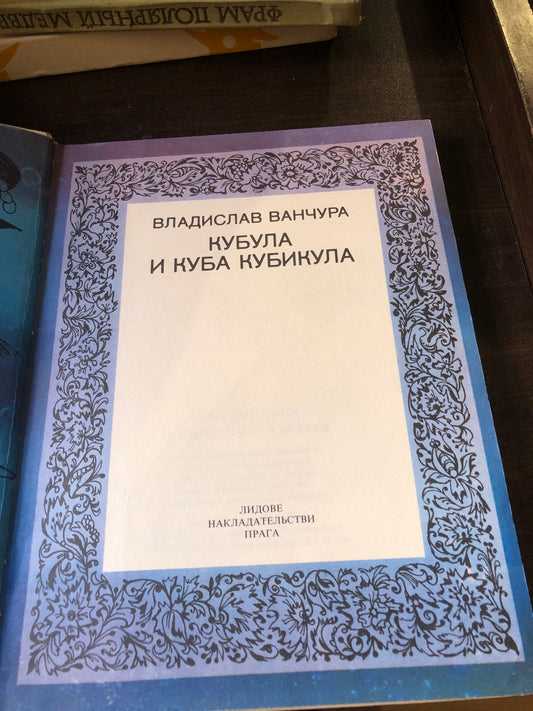 ФРАМ ПОЛЯРНЫЙ МЕДВЕ
ВЛАДИСЛАВ ВАНЧУРА
КУБУЛА
И КУБА КУБИКУЛА
ЛИДОВЕ
НАКЛАДАТЕЛЬСТВИ
ПРАГА